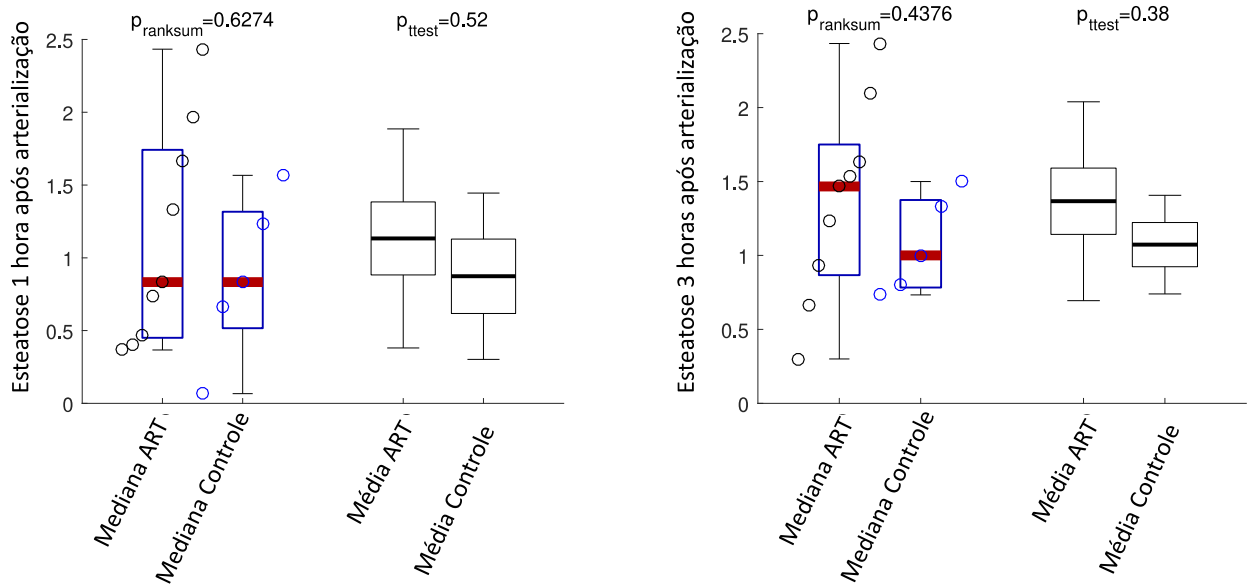 p_ranksum=0.6274
p_ttest=0.52
Esteatose 1 hora após arterialização
2.5
2
1.5
1
0.5
0
Mediana ART
Mediana Controle
Média ART
Média Controle
p_ranksum=0.4376
p_ttest=0.38
Esteatose 3 horas após arterialização
2.5
2
1.5
1
0.5
0
Mediana ART
Mediana Controle
Média ART
Média Controle